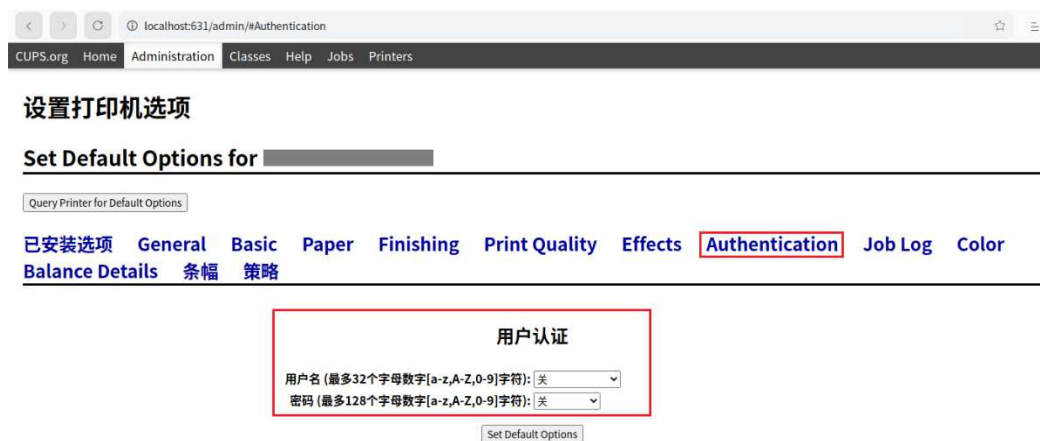 localhost:631/admin/#Authentication
CUPS.org Home Administration Classes Help Jobs Printers
设置打印机选项
Set Default Options for
Query Printer for Default Options
已安装选项 General Basic Paper Finishing Print Quality Effects Authentication Job Log Color
Balance Details 条幅 策略
用户认证
用户名 (最多32个字母数字[a-z,A-Z,0-9]字符): 关
密码 (最多128个字母数字[a-z,A-Z,0-9]字符): 关
Set Default Options